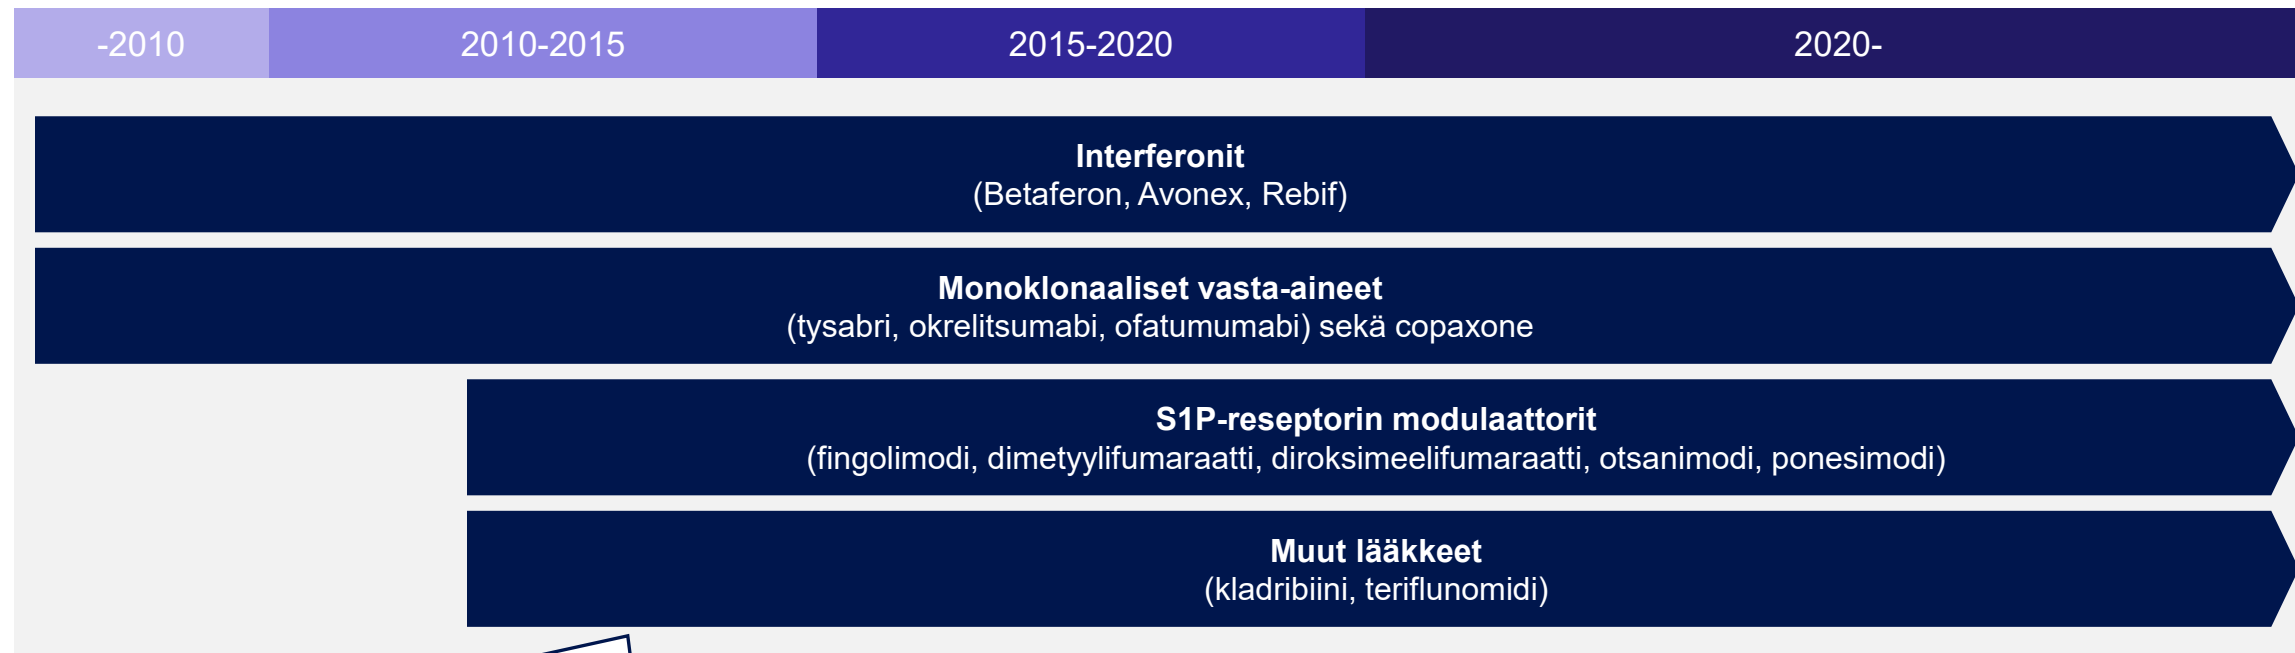 -2010
2010-2015
2015-2020
2020-
Interferonit
(Betaferon, Avonex, Rebif)
Monoklonaaliset vasta-aineet
(tysabri, okrelitsumabi, ofatumumabi) sekä copaxone
S1P-reseptorin modulaattorit
(fingolimodi, dimetyylifumaraatti, diroksimeelifumaraatti, otsanimodi, ponesimodi)
Muut lääkkeet
(kladribiini, teriflunomidi)